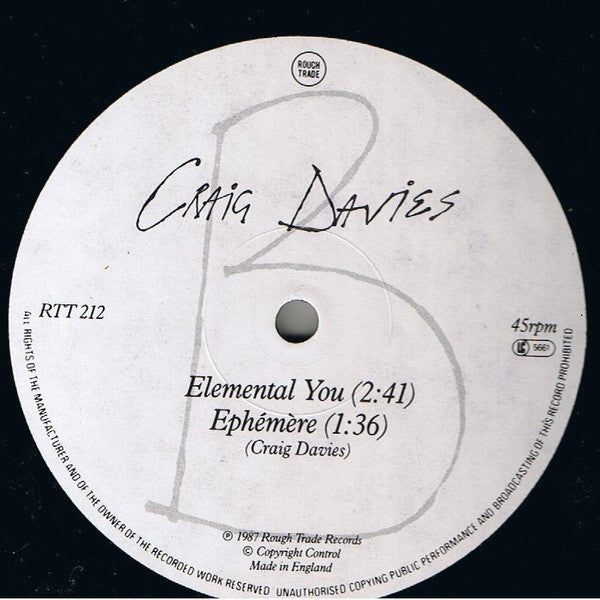 ROUGH
TRADE
B
CRAIG DAVIES
RTT 212
45rpm
LC 5661
Elemental You (2:41)
Ephémère (1:36)
(Craig Davies)
℗ 1987 Rough Trade Records
© Copyright Control
Made in England
ALL RIGHTS OF THE MANUFACTURER AND OF THE OWNER OF THE RECORDED WORK RESERVED UNAUTHORISED COPYING PUBLIC PERFORMANCE AND BROADCASTING OF THIS RECORD PROHIBITED